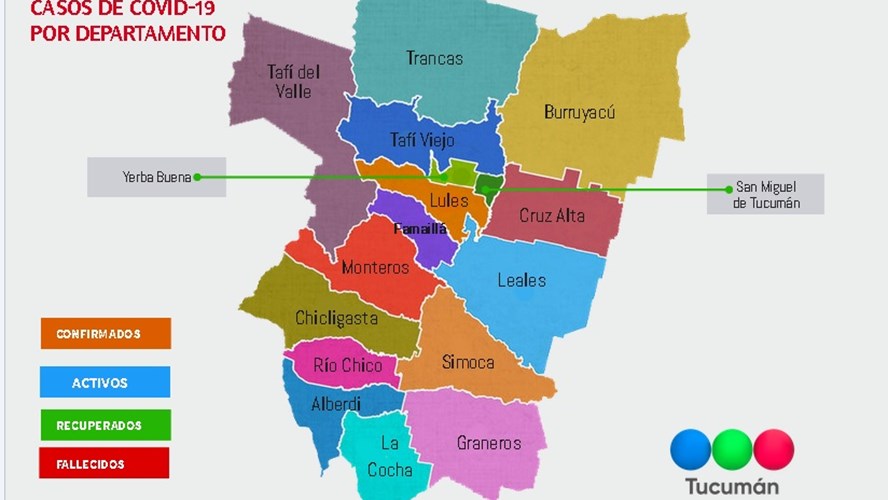 CASOS DE COVID-19
POR DEPARTAMENTO
Trancas
Tafí del
Valle
Burruyacú
Tafí Viejo
Yerba Buena
San Miguel
de Tucumán
Lules
Cruz Alta
Famaillá
Monteros
Leales
Chicligasta
CONFIRMADOS
Río Chico
Simoca
ACTIVOS
Alberdi
RECUPERADOS
La
Cocha
Graneros
FALLECIDOS
Tucumán